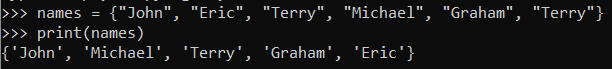 >>> names = {"John", "Eric", "Terry", "Michael", "Graham", "Terry"}
>>> print(names)
{'John', 'Michael', 'Terry', 'Graham', 'Eric'}